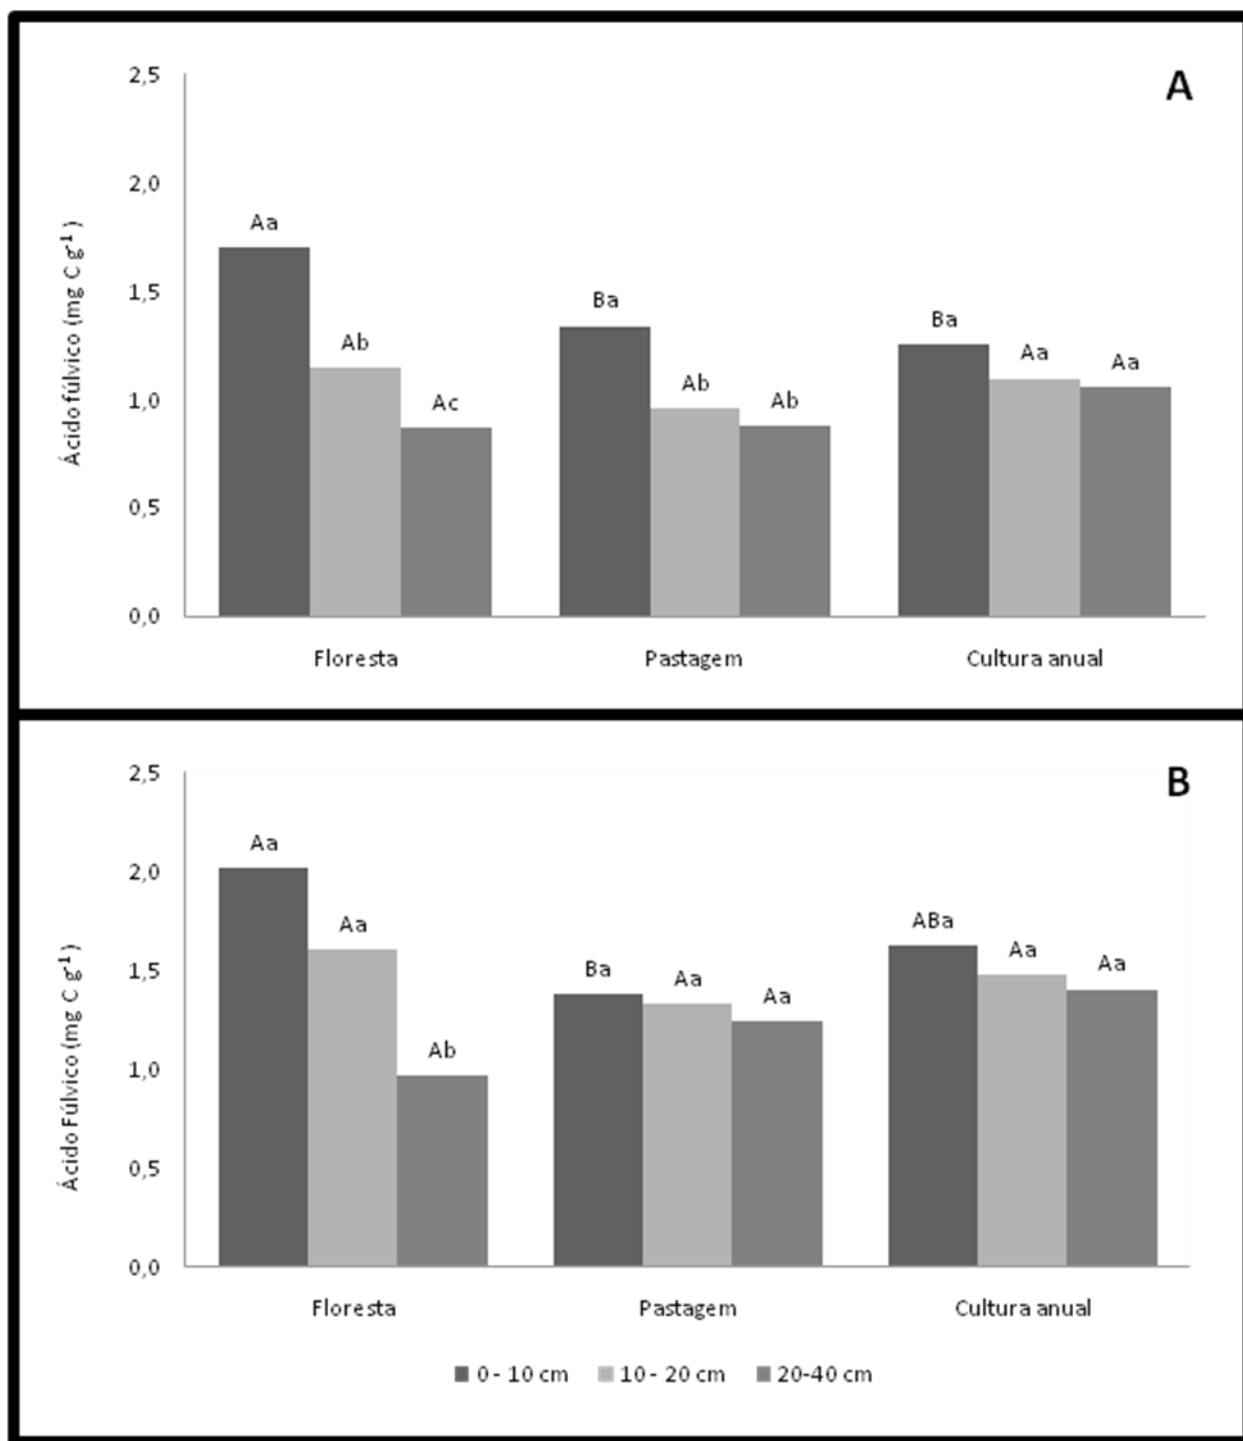 A
2,5
2,0
1,5
1,0
0,5
0,0
Ácido fúlvico (mg C g-1)
Aa
Ab
Ac
Ba
Ab
Ab
Ba
Aa
Aa
Floresta
Pastagem
Cultura anual
B
2,5
2,0
1,5
1,0
0,5
0,0
Ácido Fúlvico (mg C g-1)
Aa
Aa
Ab
Ba
Aa
Aa
ABa
Aa
Aa
Floresta
Pastagem
Cultura anual
0 - 10 cm
10 - 20 cm
20-40 cm